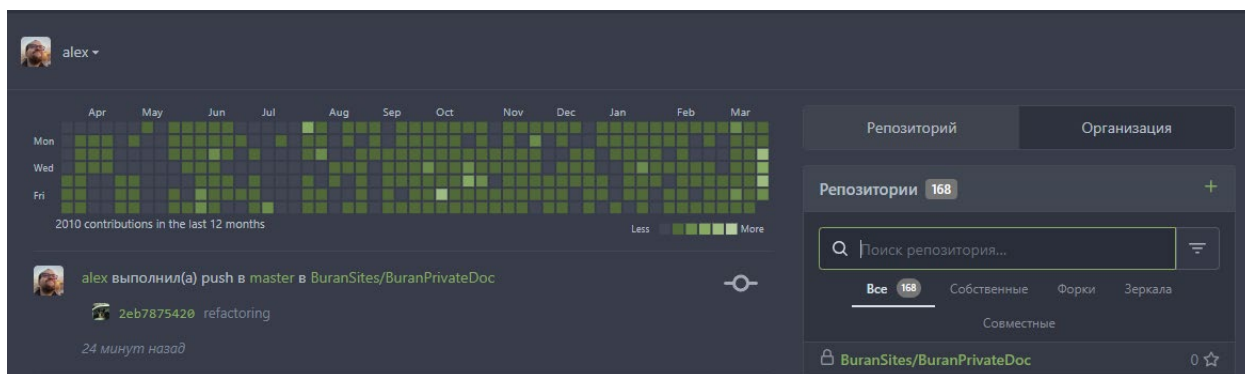 alex
Apr May Jun Jul Aug Sep Oct Nov Dec Jan Feb Mar
Mon
Wed
Fri
2010 contributions in the last 12 months
Less More
alex выполнил(а) push в master в BuranSites/BuranPrivateDoc
2eb7875420 refactoring
24 минут назад
Репозиторий Организация
Репозитории 168
Поиск репозитория...
Все 168 Собственные Форки Зеркала
Совместные
BuranSites/BuranPrivateDoc 0